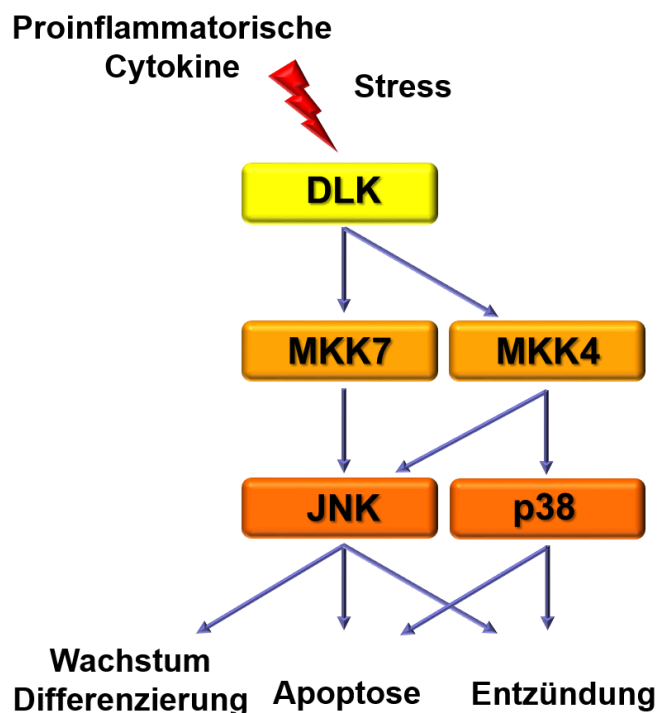 Proinflammatorische
Cytokine
Stress
DLK
MKK7
MKK4
JNK
p38
Wachstum
Differenzierung
Apoptose
Entzündung